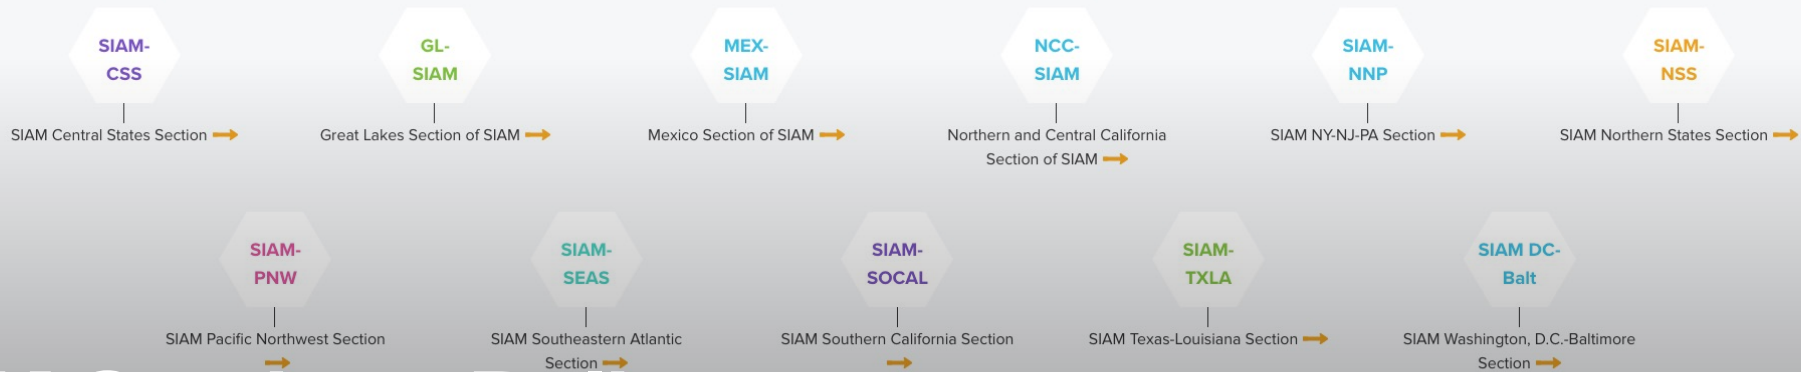 SIAM-
CSS
SIAM Central States Section
GL-
SIAM
Great Lakes Section of SIAM
MEX-
SIAM
Mexico Section of SIAM
NCC-
SIAM
Northern and Central California
Section of SIAM
SIAM-
NNP
SIAM NY-NJ-PA Section
SIAM-
NSS
SIAM Northern States Section
SIAM-
PNW
SIAM Pacific Northwest Section
SIAM-
SEAS
SIAM Southeastern Atlantic
Section
SIAM-
SOCAL
SIAM Southern California Section
SIAM-
TXLA
SIAM Texas-Louisiana Section
SIAM DC-
Balt
SIAM Washington, D.C.-Baltimore
Section